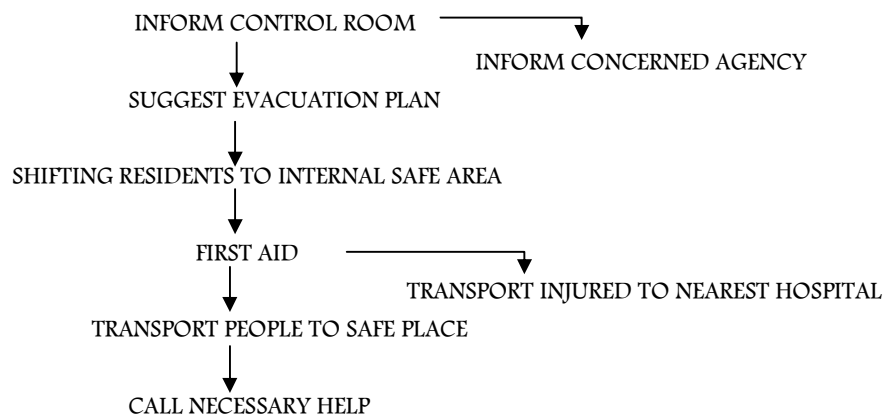 INFORM CONTROL ROOM
INFORM CONCERNED AGENCY
SUGGEST EVACUATION PLAN
SHIFTING RESIDENTS TO INTERNAL SAFE AREA
FIRST AID
TRANSPORT INJURED TO NEAREST HOSPITAL
TRANSPORT PEOPLE TO SAFE PLACE
CALL NECESSARY HELP